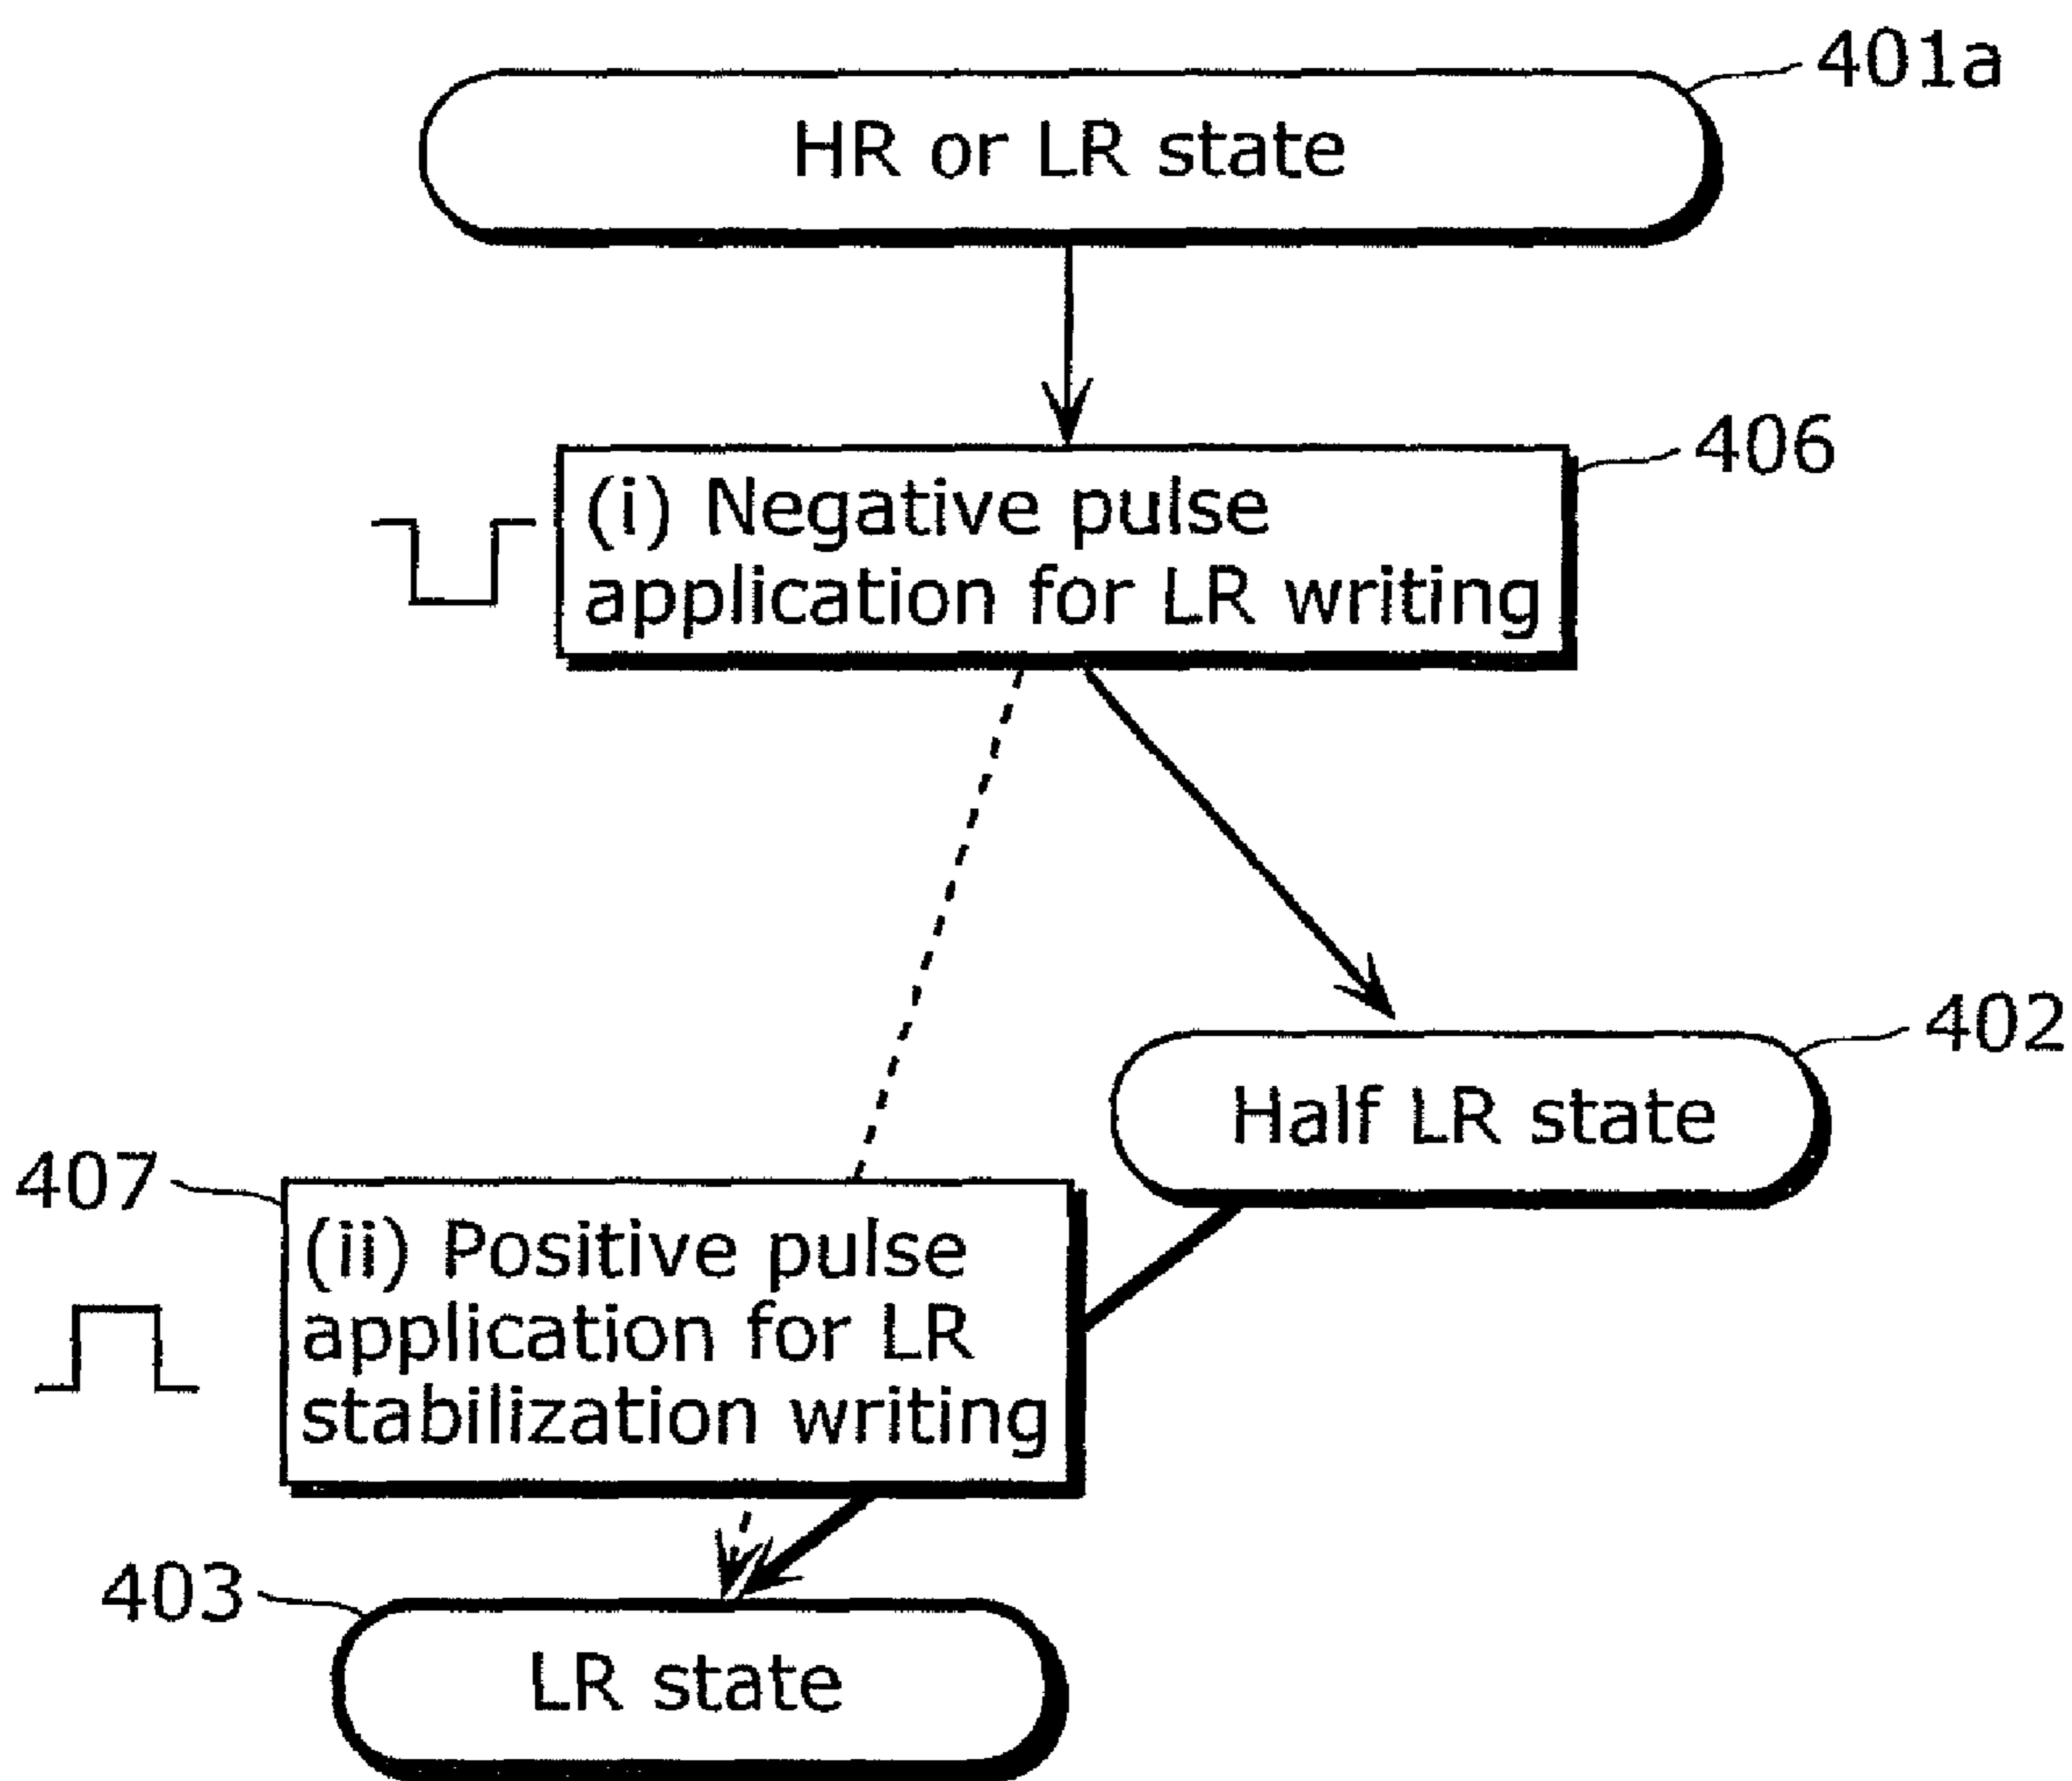 401a
HR or LR state
406
(i) Negative pulse
application for LR writing
402
Half LR state
407
(ii) Positive pulse
application for LR
stabilization writing
403
LR state